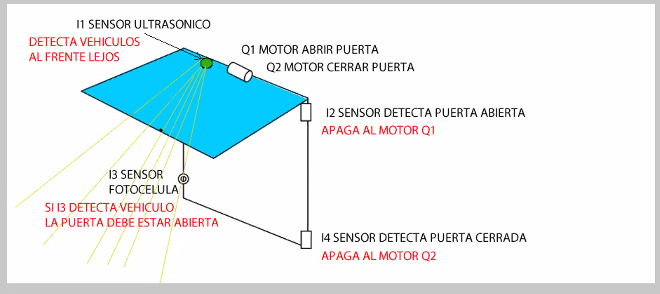 I1 SENSOR ULTRASONICO
DETECTA VEHICULOS
AL FRENTE LEJOS
Q1 MOTOR ABRIR PUERTA
Q2 MOTOR CERRAR PUERTA
I2 SENSOR DETECTA PUERTA ABIERTA
APAGA AL MOTOR Q1
I3 SENSOR
FOTOCELULA
SI I3 DETECTA VEHICULO
LA PUERTA DEBE ESTAR ABIERTA
I4 SENSOR DETECTA PUERTA CERRADA
APAGA AL MOTOR Q2